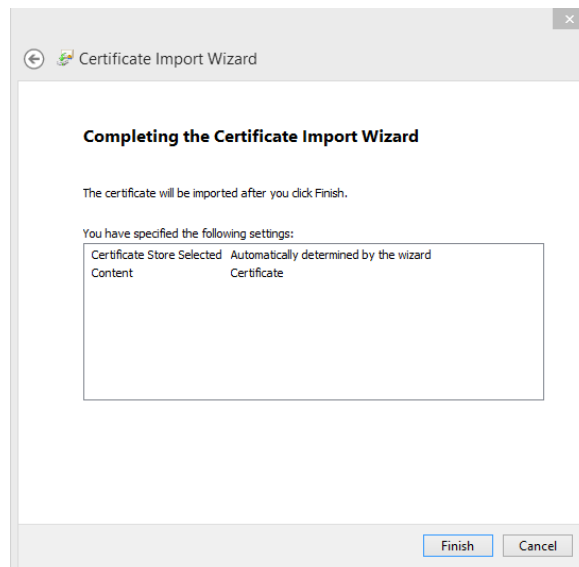 Certificate Import Wizard
Completing the Certificate Import Wizard
The certificate will be imported after you click Finish.
You have specified the following settings:
Certificate Store Selected Automatically determined by the wizard
Content Certificate
Finish Cancel